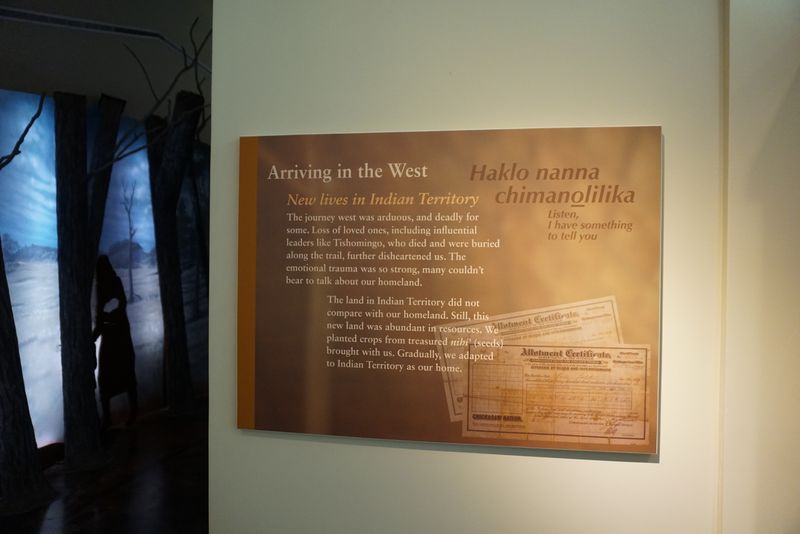 Arriving in the West
New lives in Indian Territory
The journey west was arduous, and deadly for
some. Loss of loved ones, including influential
leaders like Tishomingo, who died and were buried
along the trail, further disheartened us. The
emotional trauma was so strong, many couldn't
bear to talk about our homeland.
The land in Indian Territory did not
compare with our homeland. Still, this
new land was abundant in resources. We
planted crops from treasured nihi' (seeds)
brought with us. Gradually, we adapted
to Indian Territory as our home.
Haklo nanna
chimanolilika
Listen,
I have something
to tell you
Allotment Certificate
Allotment Certificate
CHICKASAW NATION.